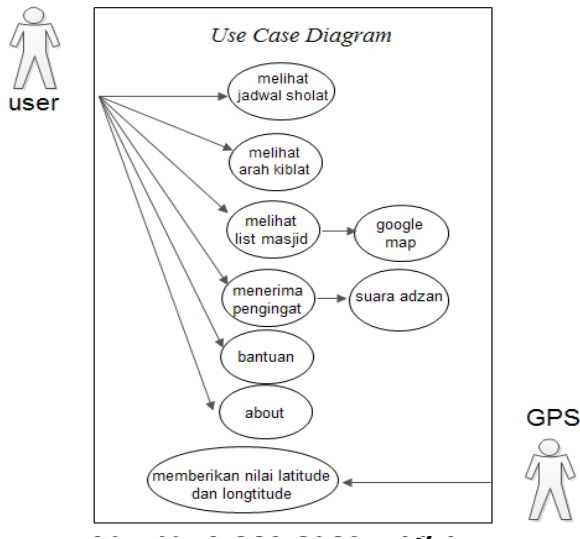 Use Case Diagram
user
melihat
jadwal sholat
melihat
arah kiblat
melihat
list masjid
google
map
menerima
pengingat
suara adzan
bantuan
about
GPS
memberikan nilai latitude
dan longtitude